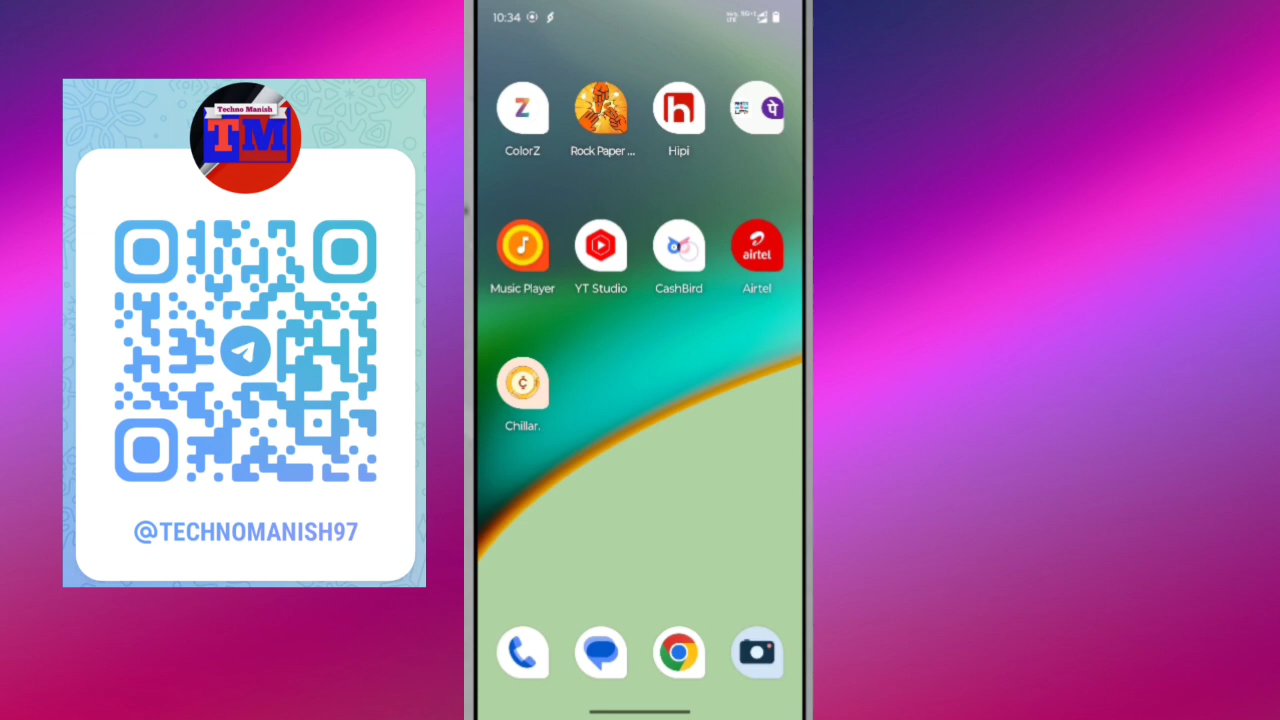 Techno Manish
TM
@TECHNOMANISH97
10:34
ColorZ
Rock Paper ...
Hipi
पे
Music Player
YT Studio
CashBird
airtel
Airtel
Chillar.